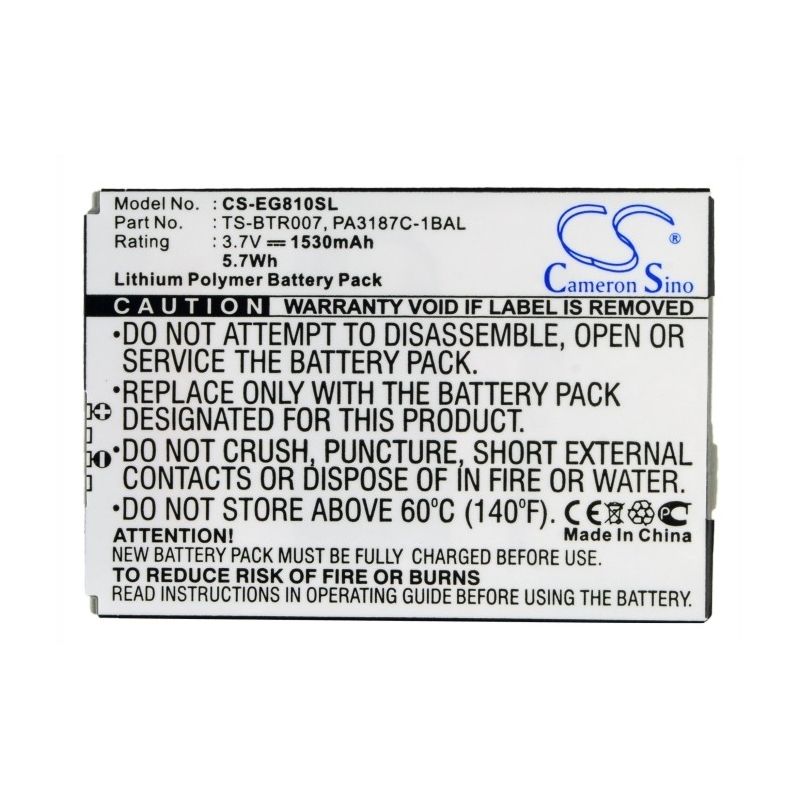 Model No. : CS-EG810SL
Part No. : TS-BTR007, PA3187C-1BAL
Rating : 3.7V 1530mAh
5.7Wh
Lithium Polymer Battery Pack
CS ®
Cameron Sino
CAUTION WARRANTY VOID IF LABEL IS REMOVED
•DO NOT ATTEMPT TO DISASSEMBLE, OPEN OR
SERVICE THE BATTERY PACK.
•REPLACE ONLY WITH THE BATTERY PACK
DESIGNATED FOR THIS PRODUCT.
•DO NOT CRUSH, PUNCTURE, SHORT EXTERNAL
CONTACTS OR DISPOSE OF IN FIRE OR WATER.
•DO NOT STORE ABOVE 60°C (140°F). CE PC
Made In China
ATTENTION!
NEW BATTERY PACK MUST BE FULLY CHARGED BEFORE USE.
TO REDUCE RISK OF FIRE OR BURNS
READ INSTRUCTIONS BEFORE USING THE BATTERY PACK.